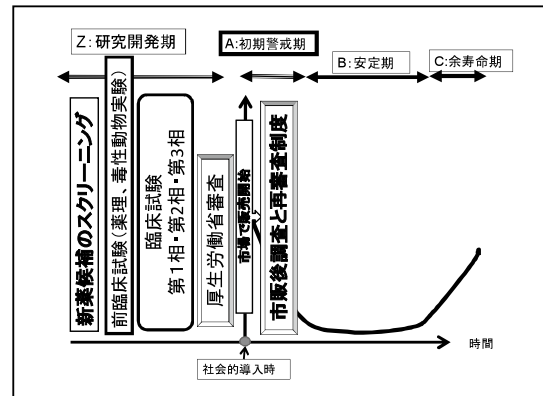 Z：研究開発期
A：初期警戒期
B：安定期
C：余寿命期
新薬候補のスクリーニング
前臨床試験（薬理、毒性動物実験）
臨床試験
第1相・第2相・第3相
厚生労働省審査
市場で販売開始
市販後調査と再審査制度
時間
社会的導入時